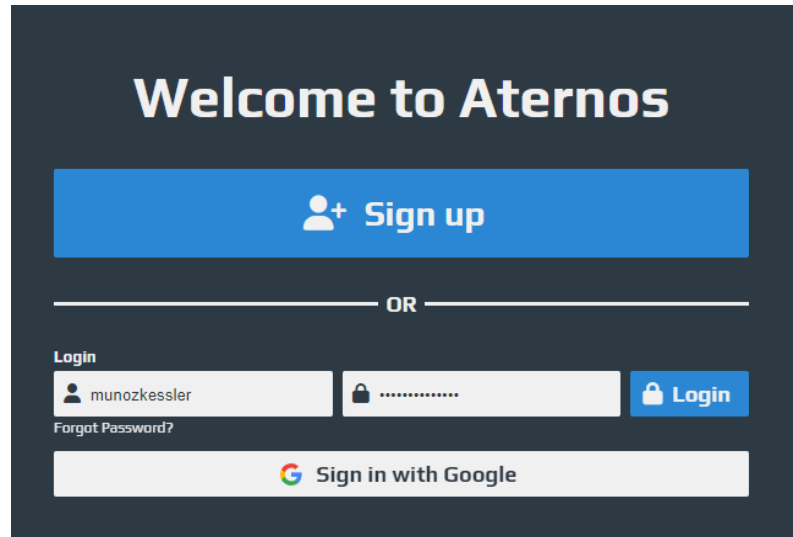 Welcome to Aternos
Sign up
OR
Login
munozkessler
••••••••••••••
Login
Forgot Password?
Sign in with Google